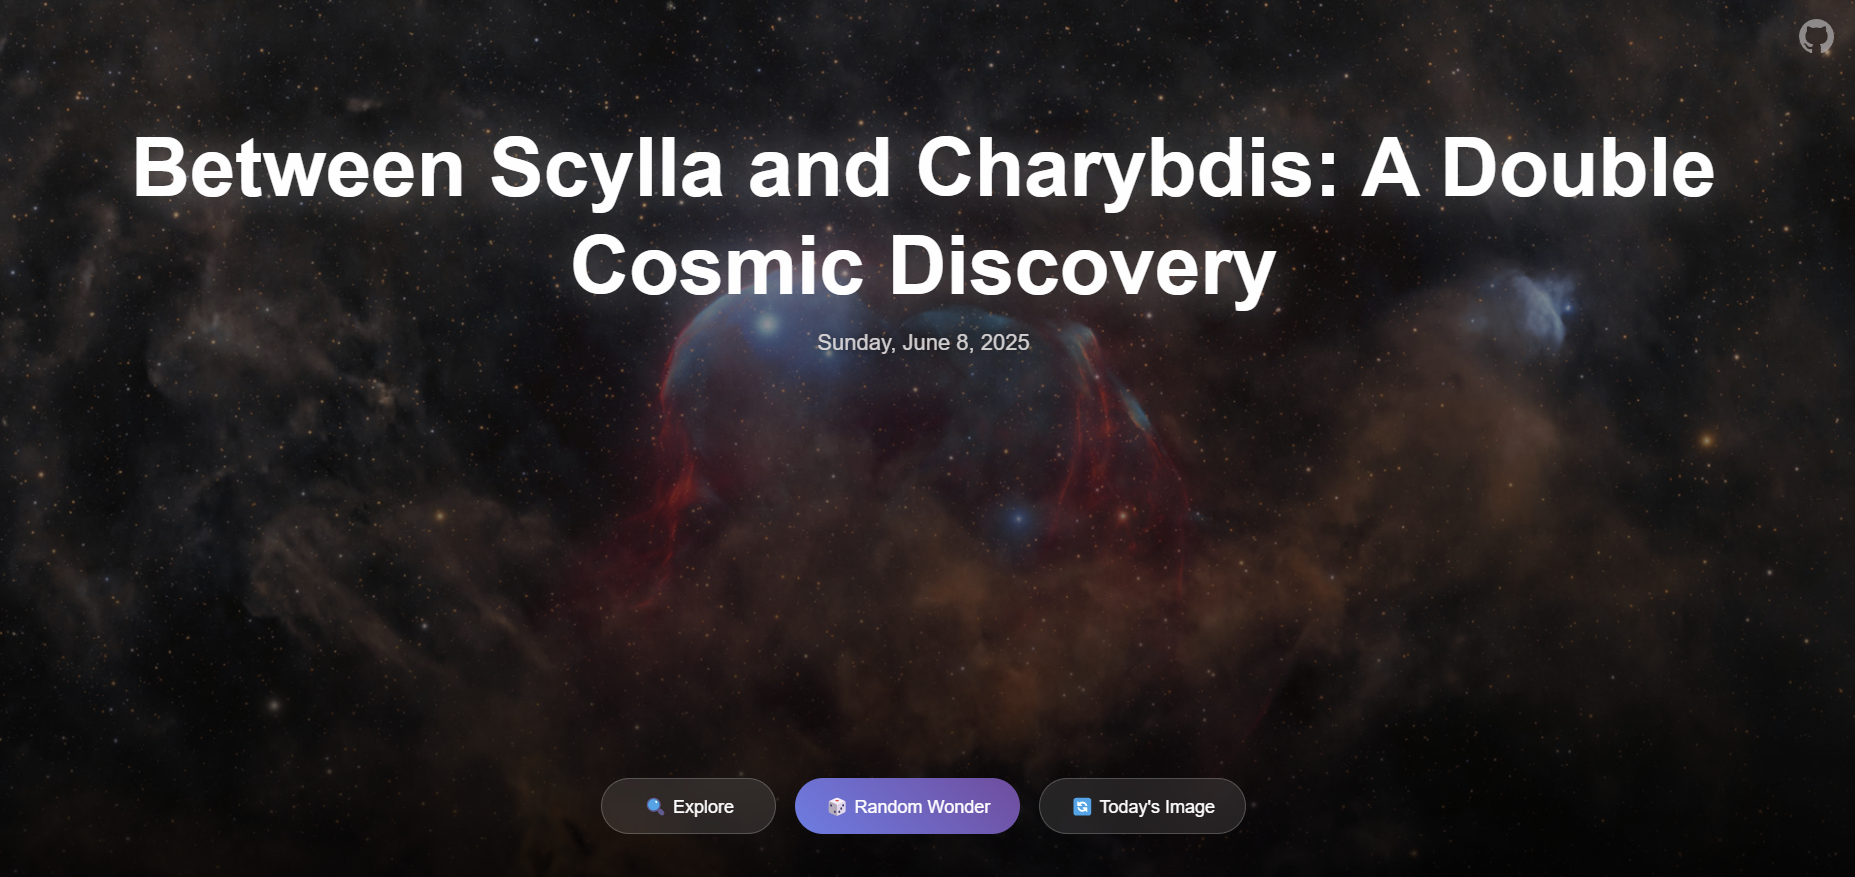 Between Scylla and Charybdis: A Double
Cosmic Discovery
Sunday, June 8, 2025
Explore
Random Wonder
Today's Image